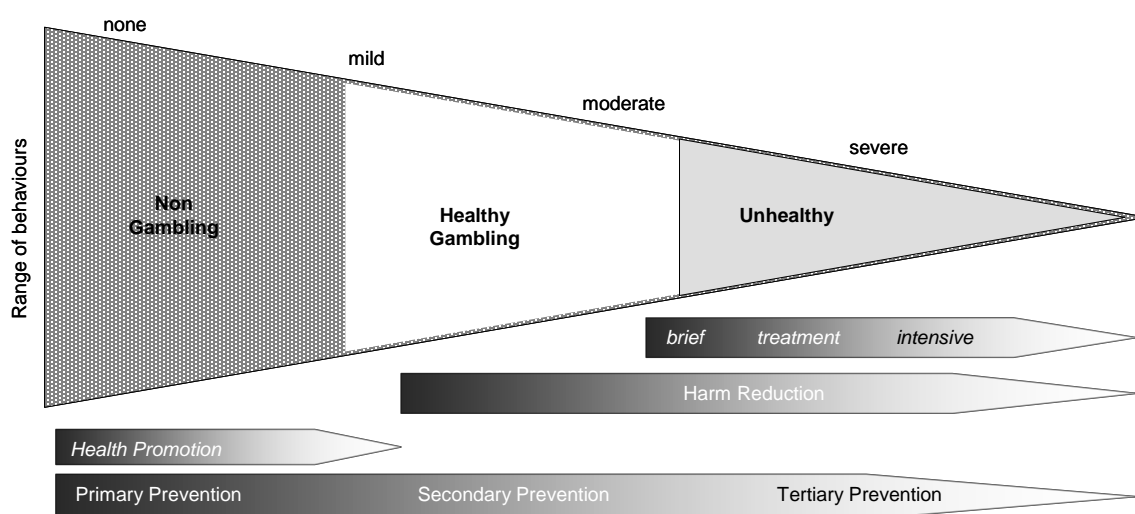 none
mild
moderate
severe
Range of behaviours
Non
Gambling
Healthy
Gambling
Unhealthy
brief treatment intensive
Harm Reduction
Health Promotion
Primary Prevention Secondary Prevention Tertiary Prevention